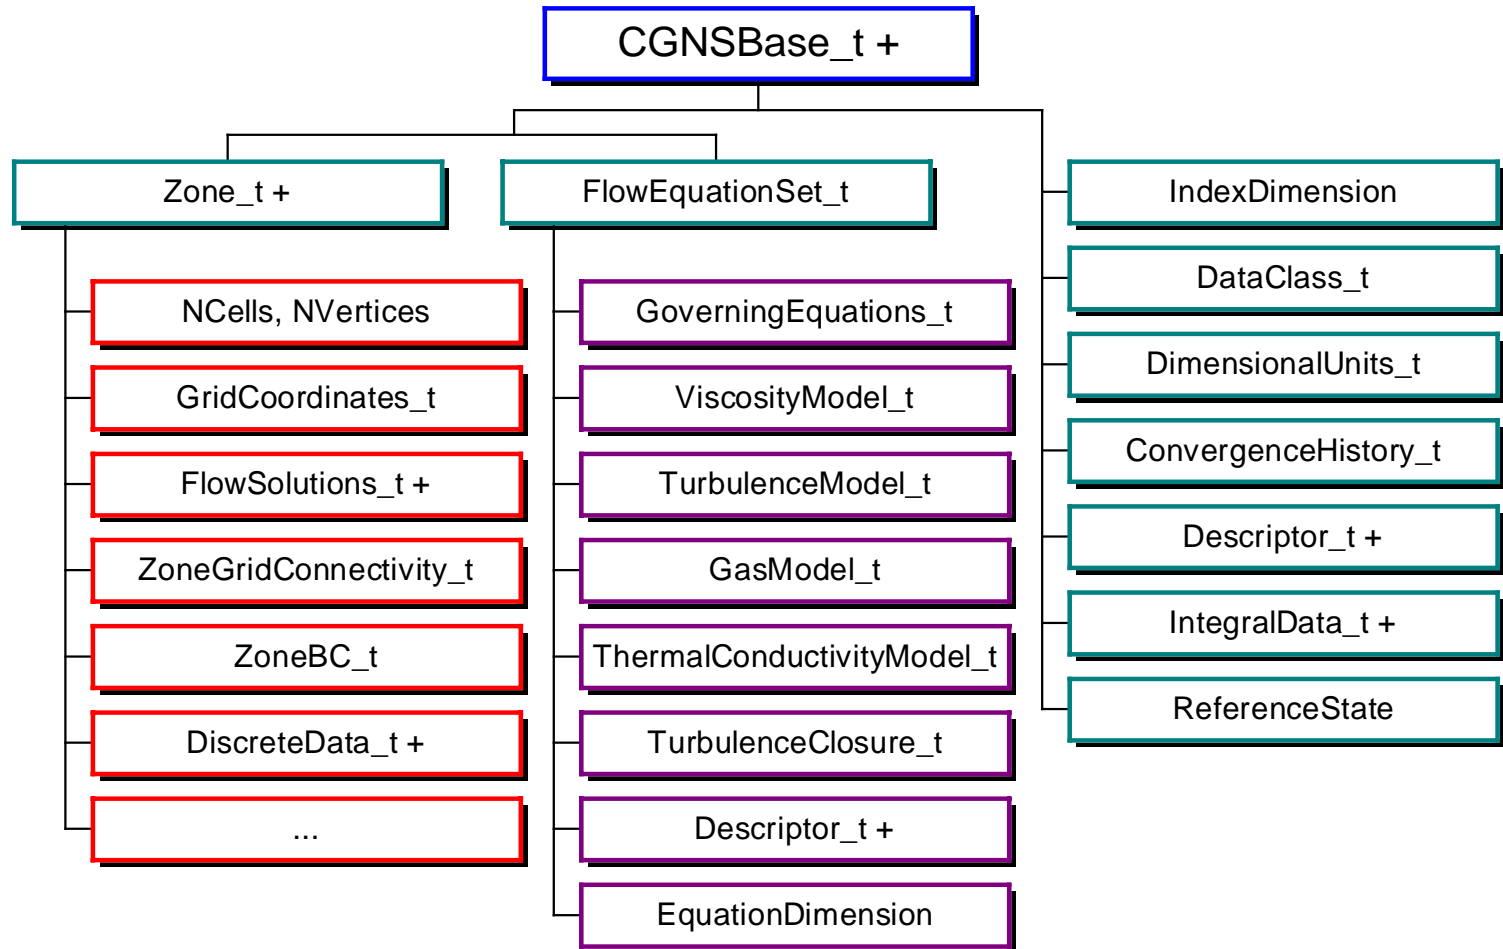 CGNSBase_t +
Zone_t +
NCells, NVertices
GridCoordinates_t
FlowSolutions_t +
ZoneGridConnectivity_t
ZoneBC_t
DiscreteData_t +
...
FlowEquationSet_t
GoverningEquations_t
ViscosityModel_t
TurbulenceModel_t
GasModel_t
ThermalConductivityModel_t
TurbulenceClosure_t
Descriptor_t +
EquationDimension
IndexDimension
DataClass_t
DimensionalUnits_t
ConvergenceHistory_t
Descriptor_t +
IntegralData_t +
ReferenceState